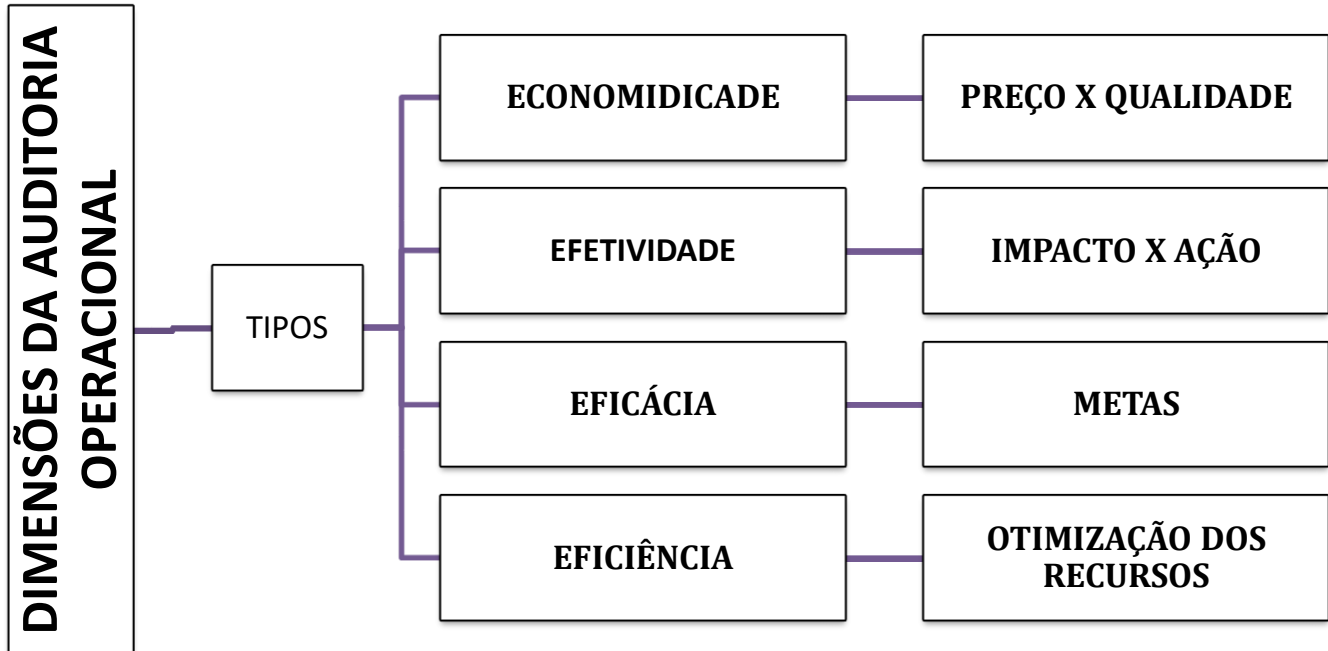 DIMENSÕES DA AUDITORIA
OPERACIONAL
TIPOS
ECONOMIDICADE
PREÇO X QUALIDADE
EFETIVIDADE
IMPACTO X AÇÃO
EFICÁCIA
METAS
EFICIÊNCIA
OTIMIZAÇÃO DOS
RECURSOS